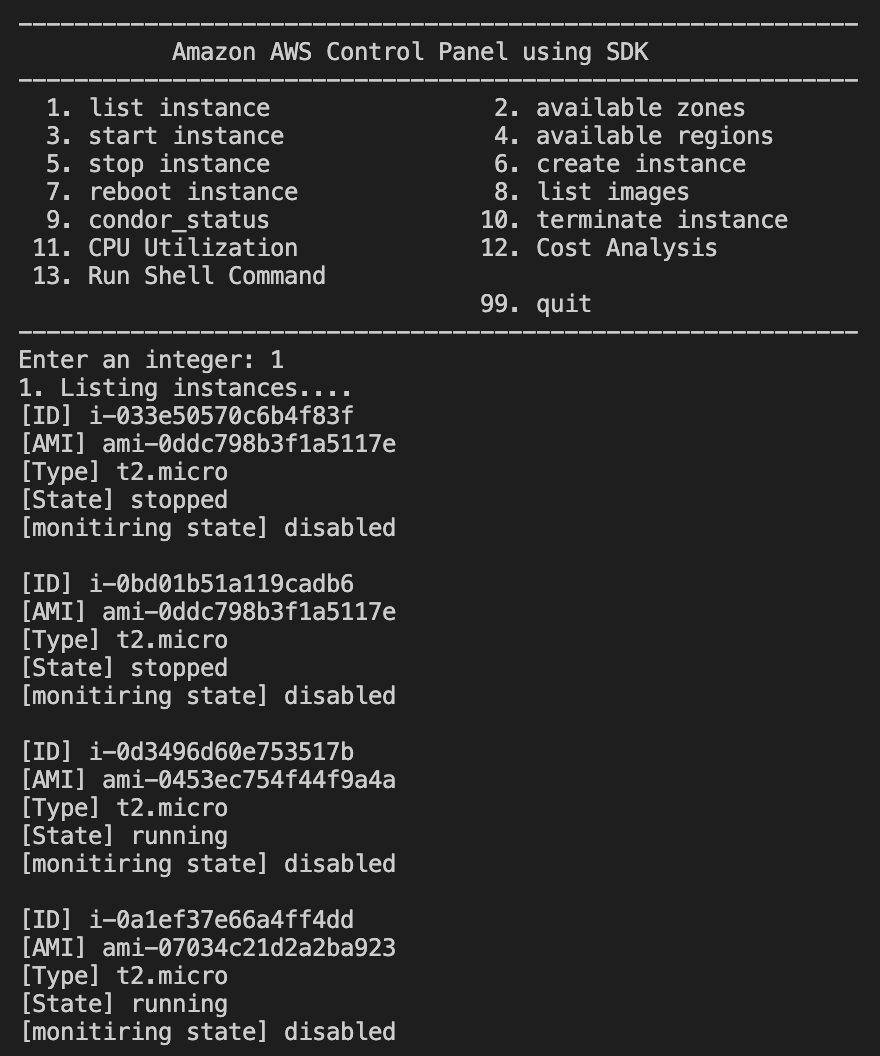 ------------------------------------------------------------
           Amazon AWS Control Panel using SDK
------------------------------------------------------------
  1. list instance                2. available zones
  3. start instance               4. available regions
  5. stop instance                6. create instance
  7. reboot instance              8. list images
  9. condor_status               10. terminate instance
 11. CPU Utilization             12. Cost Analysis
 13. Run Shell Command
                                 99. quit
------------------------------------------------------------
Enter an integer: 1
1. Listing instances....
[ID] i-033e50570c6b4f83f
[AMI] ami-0ddc798b3f1a5117e
[Type] t2.micro
[State] stopped
[monitiring state] disabled

[ID] i-0bd01b51a119cadb6
[AMI] ami-0ddc798b3f1a5117e
[Type] t2.micro
[State] stopped
[monitiring state] disabled

[ID] i-0d3496d60e753517b
[AMI] ami-0453ec754f44f9a4a
[Type] t2.micro
[State] running
[monitiring state] disabled

[ID] i-0a1ef37e66a4ff4dd
[AMI] ami-07034c21d2a2ba923
[Type] t2.micro
[State] running
[monitiring state] disabled